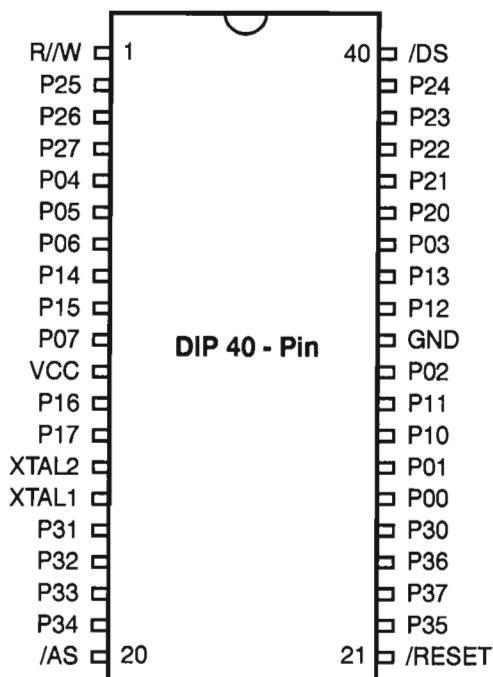 R//W 1 40 /DS
P25 P24
P26 P23
P27 P22
P04 P21
P05 P20
P06 P03
P14 P13
P15 P12
P07 DIP 40 - Pin GND
VCC P02
P16 P11
P17 P10
XTAL2 P01
XTAL1 P00
P31 P30
P32 P36
P33 P37
P34 P35
/AS 20 21 /RESET